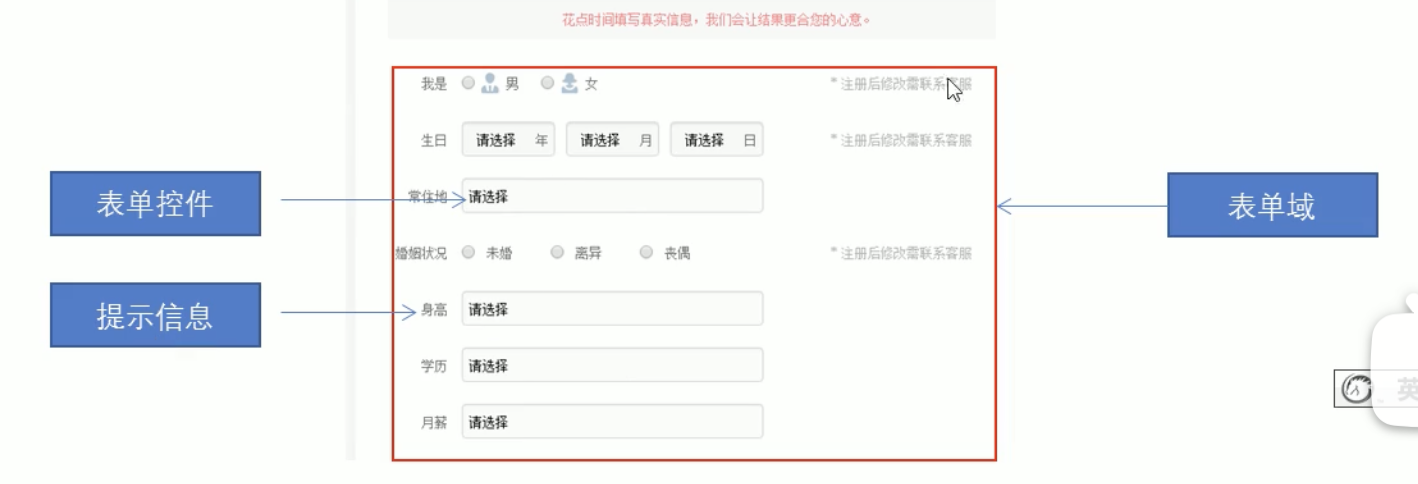 花点时间填写真实信息，我们会让结果更合您的心意。
我是 男 女 * 注册后修改需联系客服
生日 请选择 年 请选择 月 请选择 日 * 注册后修改需联系客服
表单控件
常住地 请选择
表单域
婚姻状况 未婚 离异 丧偶 * 注册后修改需联系客服
提示信息
身高 请选择
学历 请选择
英
月薪 请选择